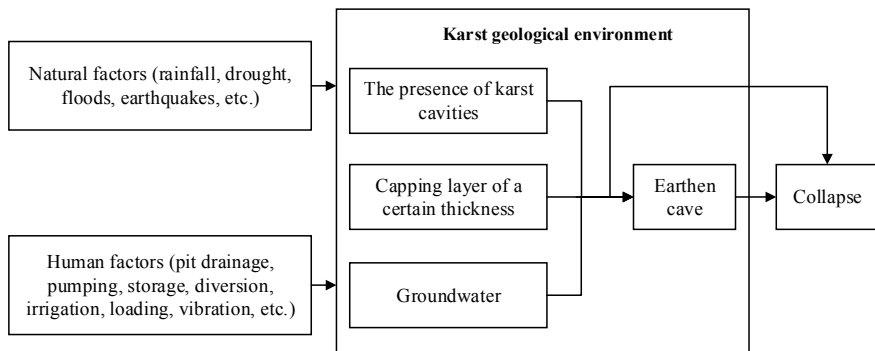 Karst geological environment
Natural factors (rainfall, drought,
floods, earthquakes, etc.)
The presence of karst
cavities
Capping layer of a
certain thickness
Earthen
cave
Collapse
Human factors (pit drainage,
pumping, storage, diversion,
irrigation, loading, vibration, etc.)
Groundwater